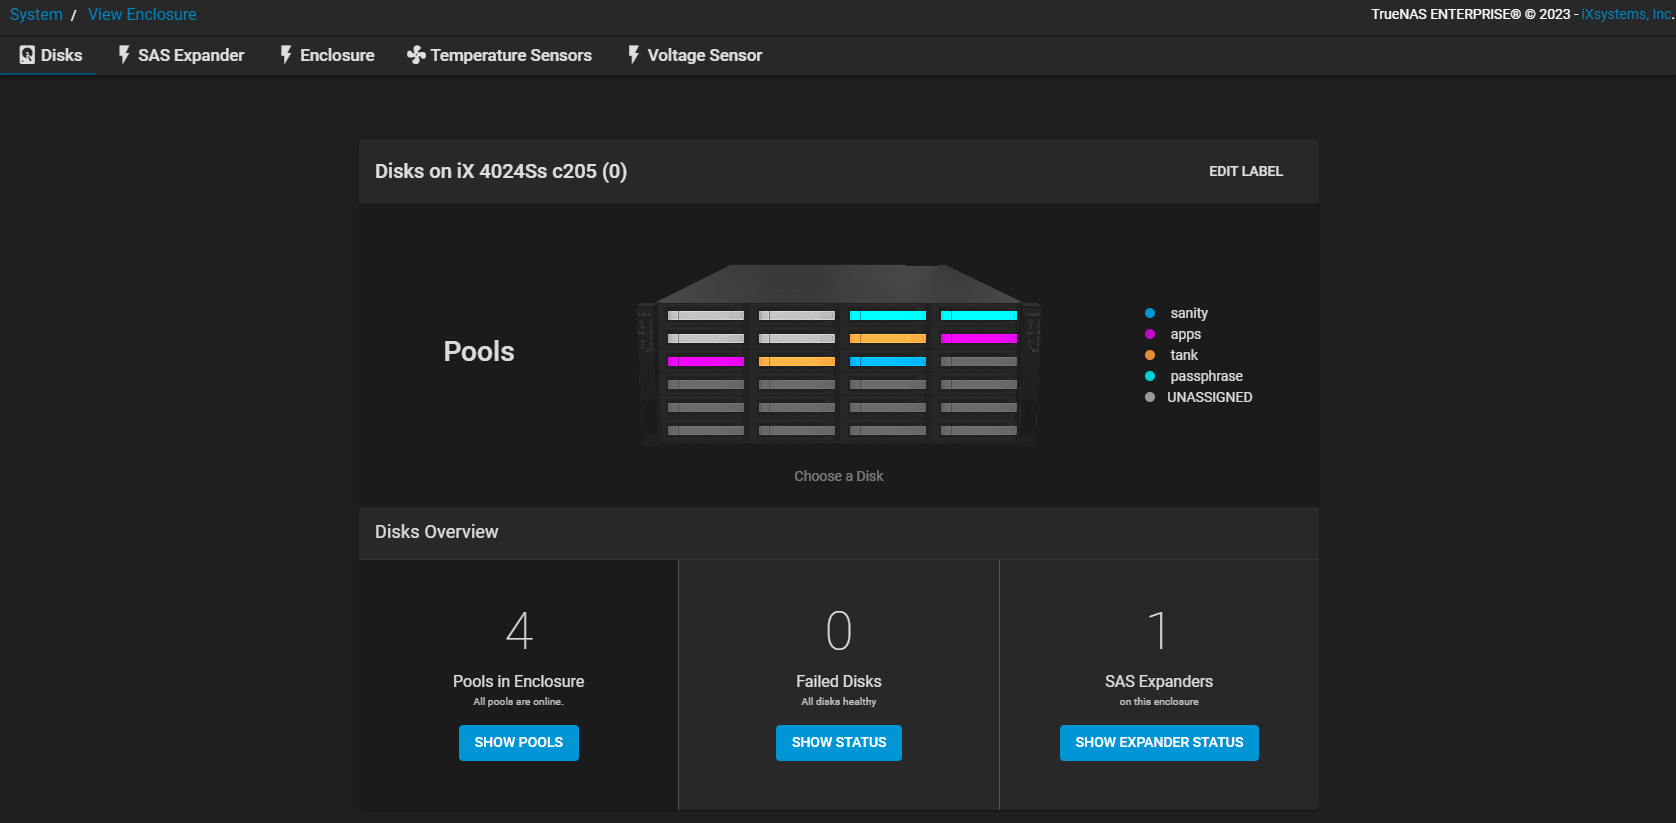 System / View Enclosure
TrueNAS ENTERPRISE® © 2023 - iXsystems, Inc.
Disks
SAS Expander
Enclosure
Temperature Sensors
Voltage Sensor
Disks on iX 4024Ss c205 (0)
EDIT LABEL
Pools
sanity
apps
tank
passphrase
UNASSIGNED
Choose a Disk
Disks Overview
4
Pools in Enclosure
All pools are online.
SHOW POOLS
0
Failed Disks
All disks healthy
SHOW STATUS
1
SAS Expanders
on this enclosure
SHOW EXPANDER STATUS